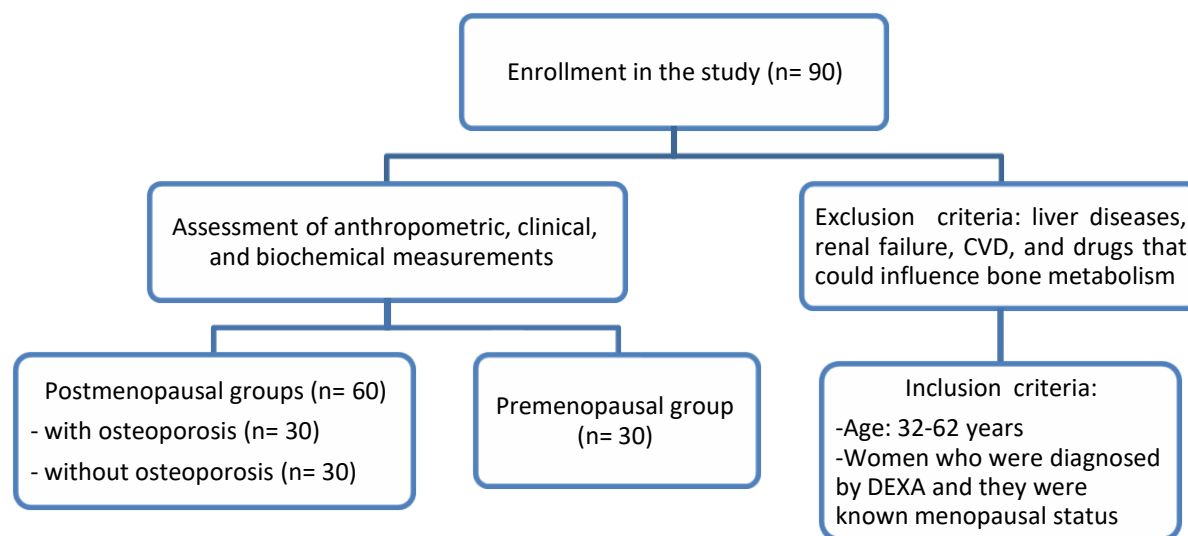 Enrollment in the study (n= 90)
Assessment of anthropometric, clinical,
and biochemical measurements
Exclusion criteria: liver diseases,
renal failure, CVD, and drugs that
could influence bone metabolism
Postmenopausal groups (n= 60)
- with osteoporosis (n= 30)
- without osteoporosis (n= 30)
Premenopausal group
(n= 30)
Inclusion criteria:
-Age: 32-62 years
-Women who were diagnosed
by DEXA and they were
known menopausal status